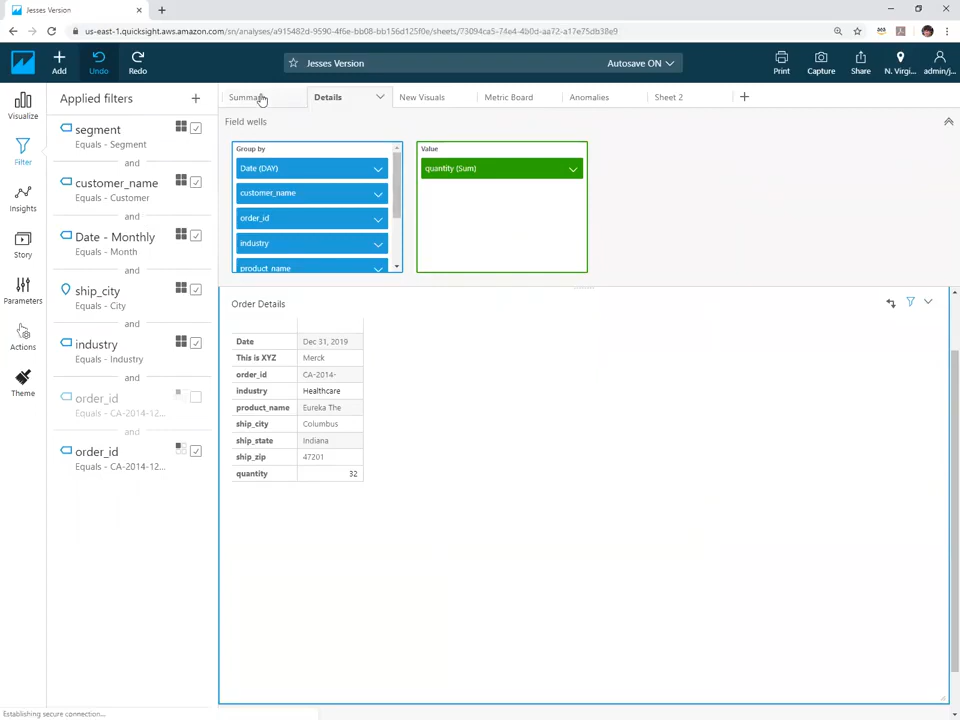 Jesses Version
us-east-1.quicksight.aws.amazon.com/sn/analyses/a915482d-9590-4f6e-bb08-bb156d125f0e/sheets/73094ca5-74e4-4b0d-aa72-a17e75db38e9
Add
Undo
Redo
Jesses Version
Autosave ON
Print
Capture
Share
N. Virgi...
admin/j...
Visualize
Filter
Insights
Story
Parameters
Actions
Theme
Applied filters
segment
Equals - Segment
and
customer_name
Equals - Customer
and
Date - Monthly
Equals - Month
and
ship_city
Equals - City
and
industry
Equals - Industry
and
order_id
Equals - CA-2014-12...
and
order_id
Equals - CA-2014-12...
Summary
Details
New Visuals
Metric Board
Anomalies
Sheet 2
Field wells
Group by
Date (DAY)
customer_name
order_id
industry
product_name
Value
quantity (Sum)
Order Details
Date Dec 31, 2019
This is XYZ Merck
order_id CA-2014-
industry Healthcare
product_name Eureka The
ship_city Columbus
ship_state Indiana
ship_zip 47201
quantity 32
Establishing secure connection...